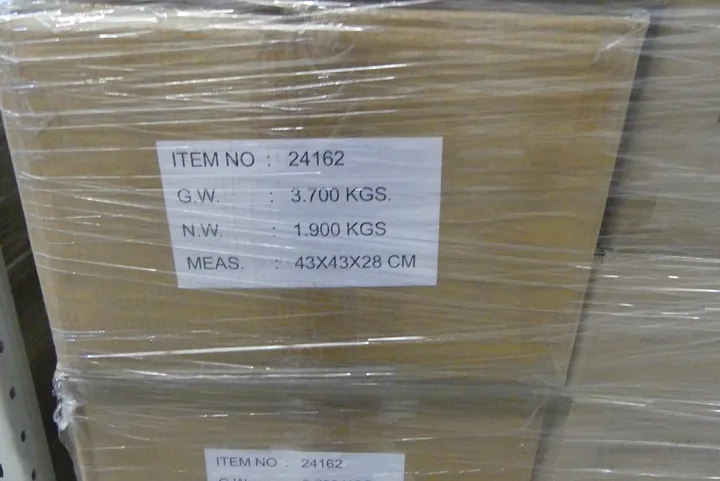 ITEM NO : 24162
G.W. : 3.700 KGS.
N.W. : 1.900 KGS
MEAS. : 43X43X28 CM
ITEM NO : 24162